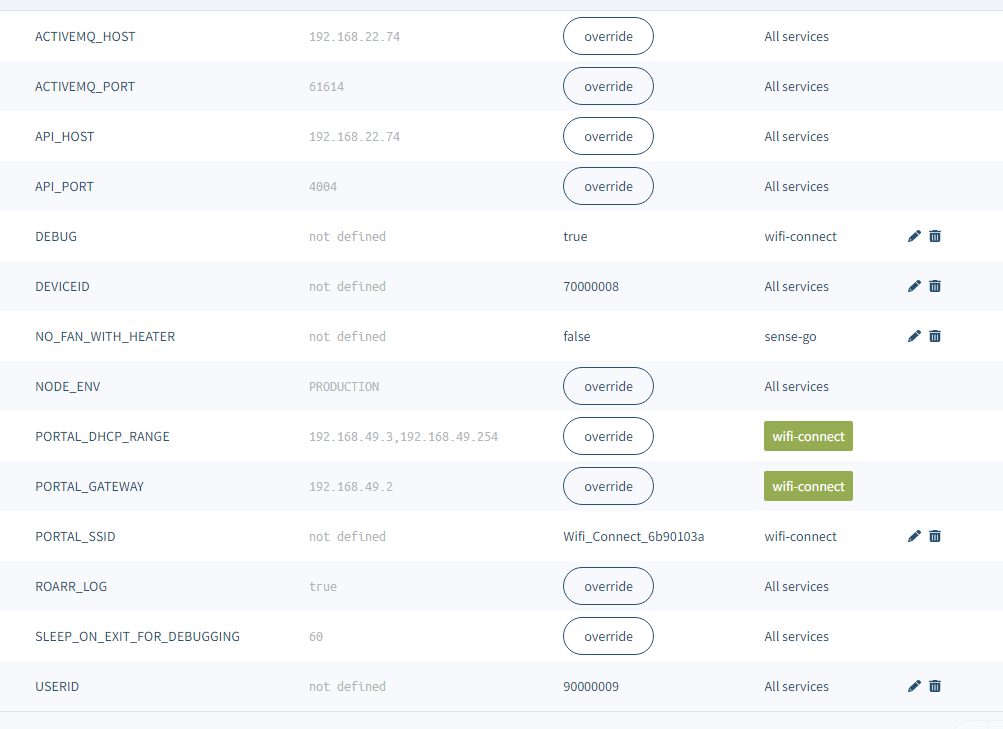 ACTIVEMQ_HOST 192.168.22.74 override All services
ACTIVEMQ_PORT 61614 override All services
API_HOST 192.168.22.74 override All services
API_PORT 4004 override All services
DEBUG not defined true wifi-connect
DEVICEID not defined 70000008 All services
NO_FAN_WITH_HEATER not defined false sense-go
NODE_ENV PRODUCTION override All services
PORTAL_DHCP_RANGE 192.168.49.3,192.168.49.254 override wifi-connect
PORTAL_GATEWAY 192.168.49.2 override wifi-connect
PORTAL_SSID not defined Wifi_Connect_6b90103a wifi-connect
ROARR_LOG true override All services
SLEEP_ON_EXIT_FOR_DEBUGGING 60 override All services
USERID not defined 90000009 All services